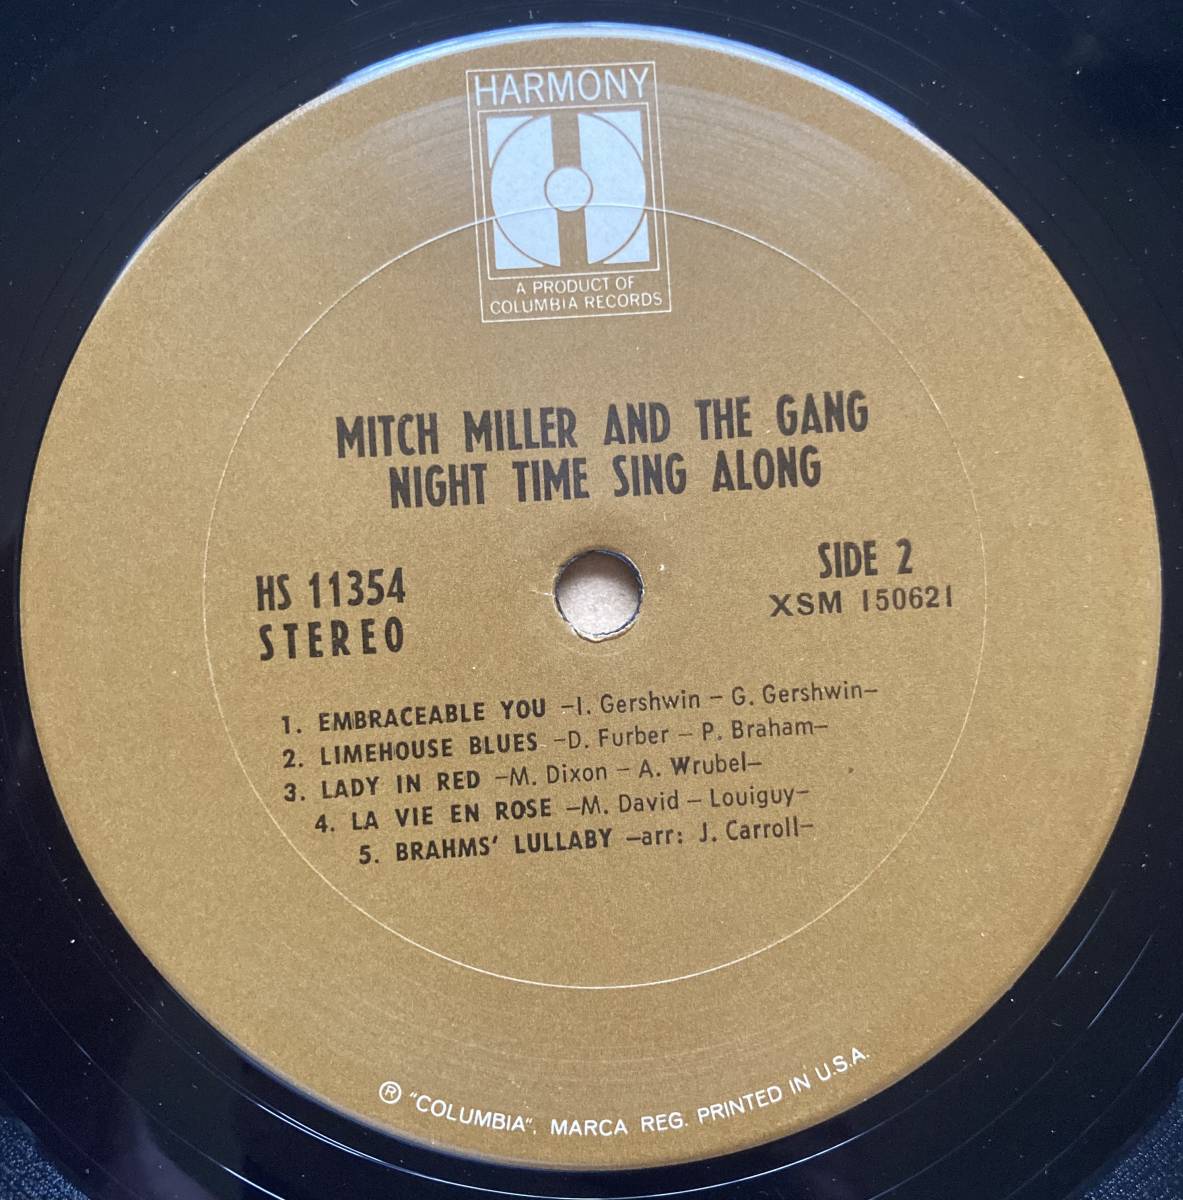 HARMONY
A PRODUCT OF
COLUMBIA RECORDS
MITCH MILLER AND THE GANG
NIGHT TIME SING ALONG
HS 11354
STEREO
SIDE 2
XSM 150621
1. EMBRACEABLE YOU –I. Gershwin – G. Gershwin–
2. LIMEHOUSE BLUES –D. Furber – P. Braham–
3. LADY IN RED –M. Dixon – A. Wrubel–
4. LA VIE EN ROSE –M. David – Louiguy–
5. BRAHMS' LULLABY –arr: J. Carroll–
® "COLUMBIA", MARCA REG. PRINTED IN U.S.A.